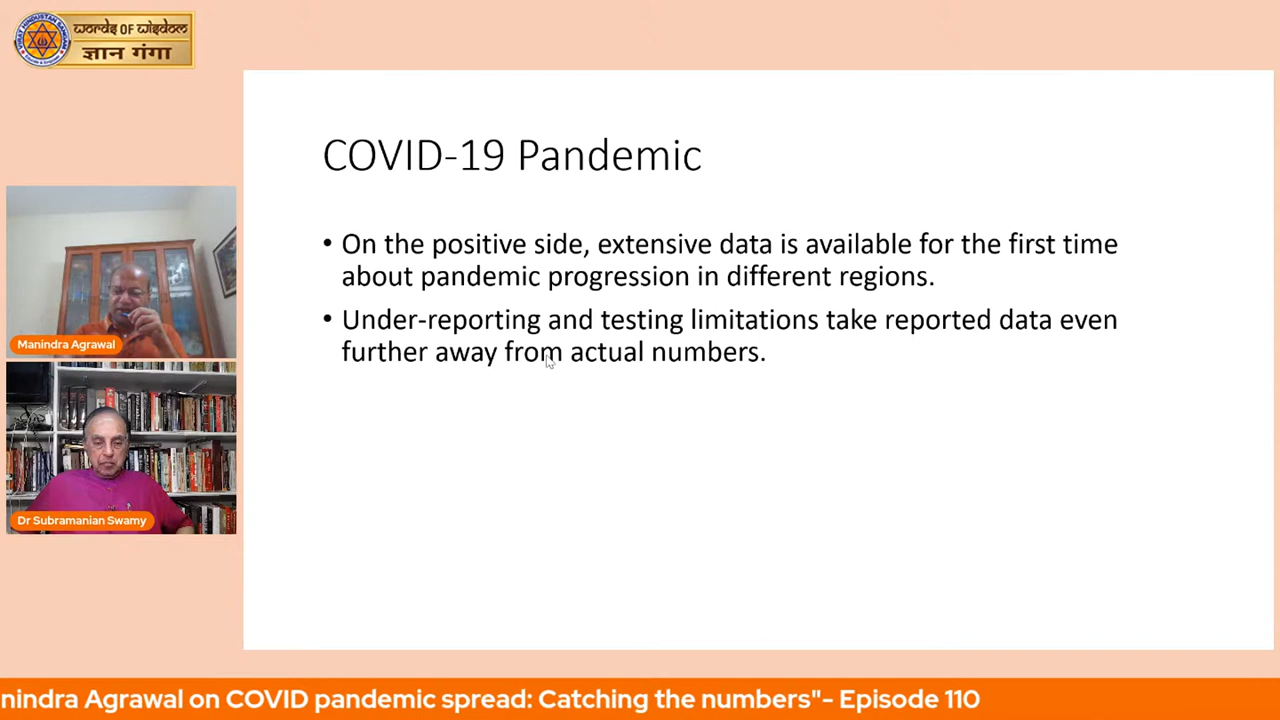 words of wisdom
ज्ञान गंगा
COVID-19 Pandemic
• On the positive side, extensive data is available for the first time
about pandemic progression in different regions.
• Under-reporting and testing limitations take reported data even
further away from actual numbers.
Manindra Agrawal
Dr Subramanian Swamy
nindra Agrawal on COVID pandemic spread: Catching the numbers"- Episode 110